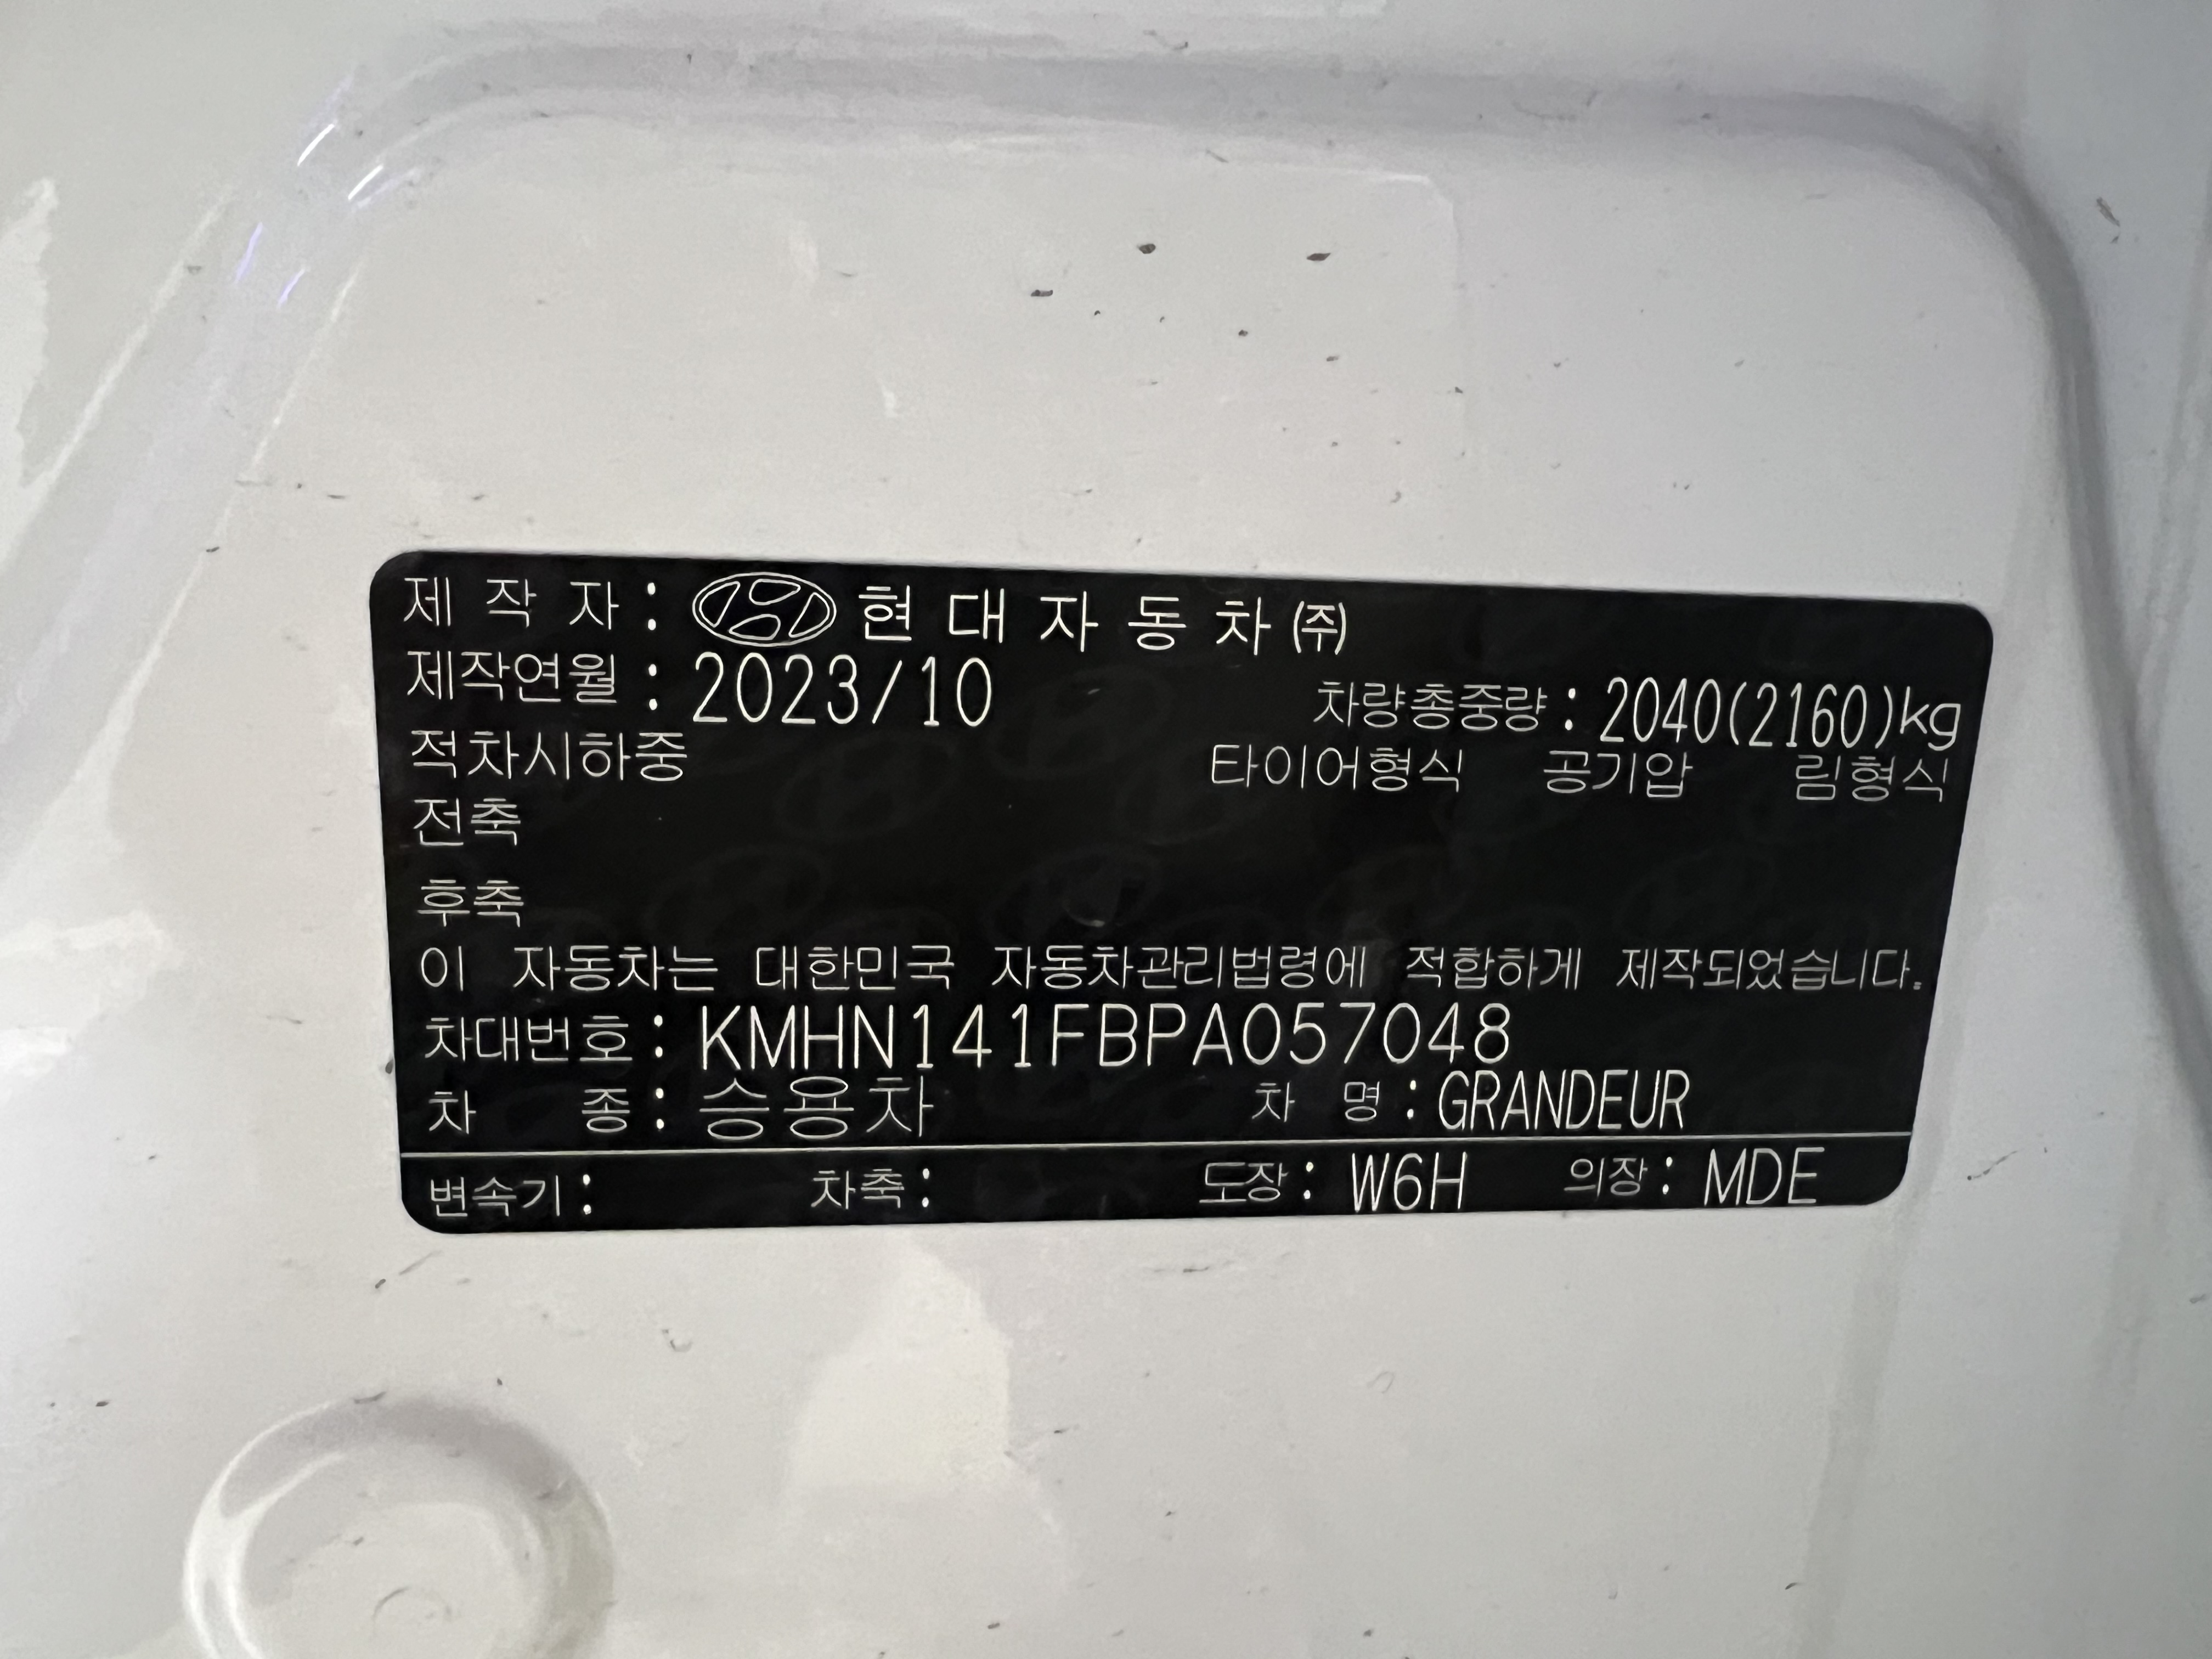 제 작 자 : 현 대 자 동 차 ㈜
제작연월 : 2023/10 차량총중량 : 2040(2160)kg
적차시하중 타이어형식 공기압 림형식
전축
후축
이 자동차는 대한민국 자동차관리법령에 적합하게 제작되었습니다.
차대번호 : KMHN141FBPA057048
차 종 : 승용차 차 명 : GRANDEUR
변속기 : 차축 : 도장 : W6H 의장 : MDE